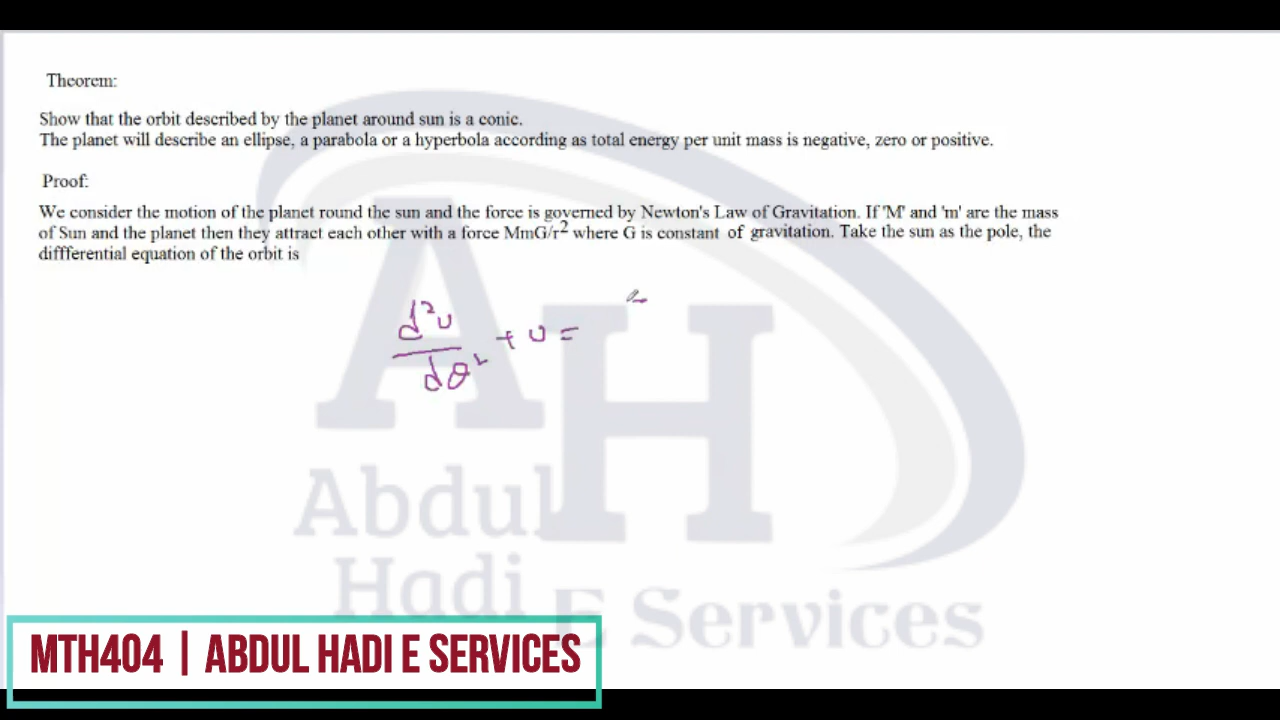 Theorem:
Show that the orbit described by the planet around sun is a conic.
The planet will describe an ellipse, a parabola or a hyperbola according as total energy per unit mass is negative, zero or positive.
Proof:
We consider the motion of the planet round the sun and the force is governed by Newton's Law of Gravitation. If 'M' and 'm' are the mass
of Sun and the planet then they attract each other with a force MmG/r² where G is constant of gravitation. Take the sun as the pole, the
diffferential equation of the orbit is
d²u/dθ² + u =
AH
Abdul
Hadi
E Services
MTH404 | ABDUL HADI E SERVICES